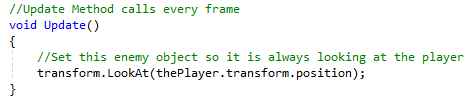 //Update Method calls every frame
void Update()
{
//Set this enemy object so it is always looking at the player
transform.LookAt(thePlayer.transform.position);
}